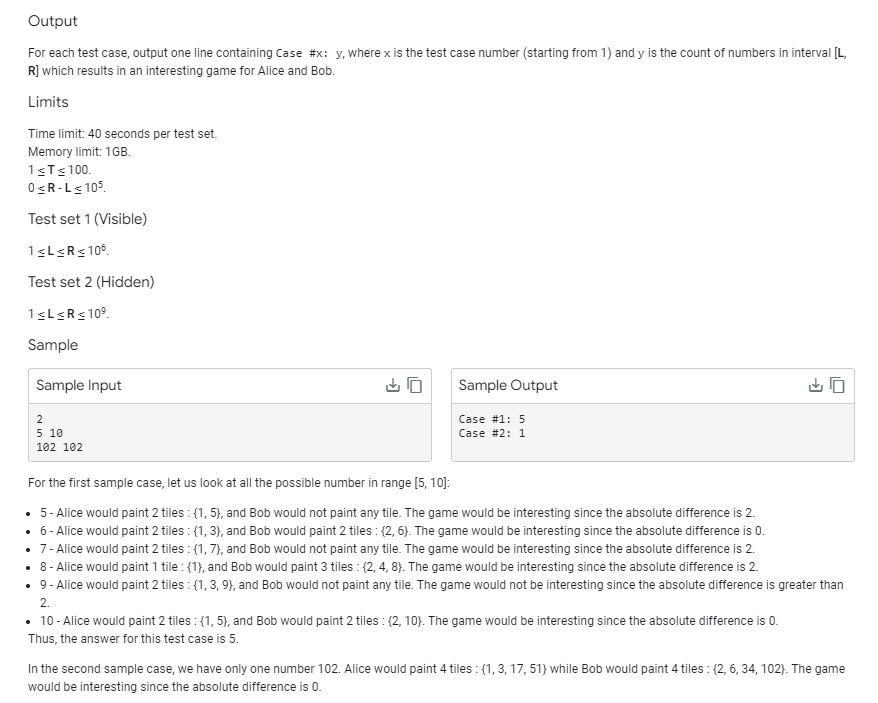 Output
For each test case, output one line containing Case #x: y, where x is the test case number (starting from 1) and y is the count of numbers in interval [L,
R] which results in an interesting game for Alice and Bob.
Limits
Time limit: 40 seconds per test set.
Memory limit: 1GB.
1 ≤ T ≤ 100.
0 ≤ R - L ≤ 10⁵.
Test set 1 (Visible)
1 ≤ L ≤ R ≤ 10⁶.
Test set 2 (Hidden)
1 ≤ L ≤ R ≤ 10⁹.
Sample
Sample Input
2
5 10
102 102
Sample Output
Case #1: 5
Case #2: 1
For the first sample case, let us look at all the possible number in range [5, 10]:
• 5 - Alice would paint 2 tiles : {1, 5}, and Bob would not paint any tile. The game would be interesting since the absolute difference is 2.
• 6 - Alice would paint 2 tiles : {1, 3}, and Bob would paint 2 tiles : {2, 6}. The game would be interesting since the absolute difference is 0.
• 7 - Alice would paint 2 tiles : {1, 7}, and Bob would not paint any tile. The game would be interesting since the absolute difference is 2.
• 8 - Alice would paint 1 tile : {1}, and Bob would paint 3 tiles : {2, 4, 8}. The game would be interesting since the absolute difference is 2.
• 9 - Alice would paint 2 tiles : {1, 3, 9}, and Bob would not paint any tile. The game would not be interesting since the absolute difference is greater than
2.
• 10 - Alice would paint 2 tiles : {1, 5}, and Bob would paint 2 tiles : {2, 10}. The game would be interesting since the absolute difference is 0.
Thus, the answer for this test case is 5.
In the second sample case, we have only one number 102. Alice would paint 4 tiles : {1, 3, 17, 51} while Bob would paint 4 tiles : {2, 6, 34, 102}. The game
would be interesting since the absolute difference is 0.